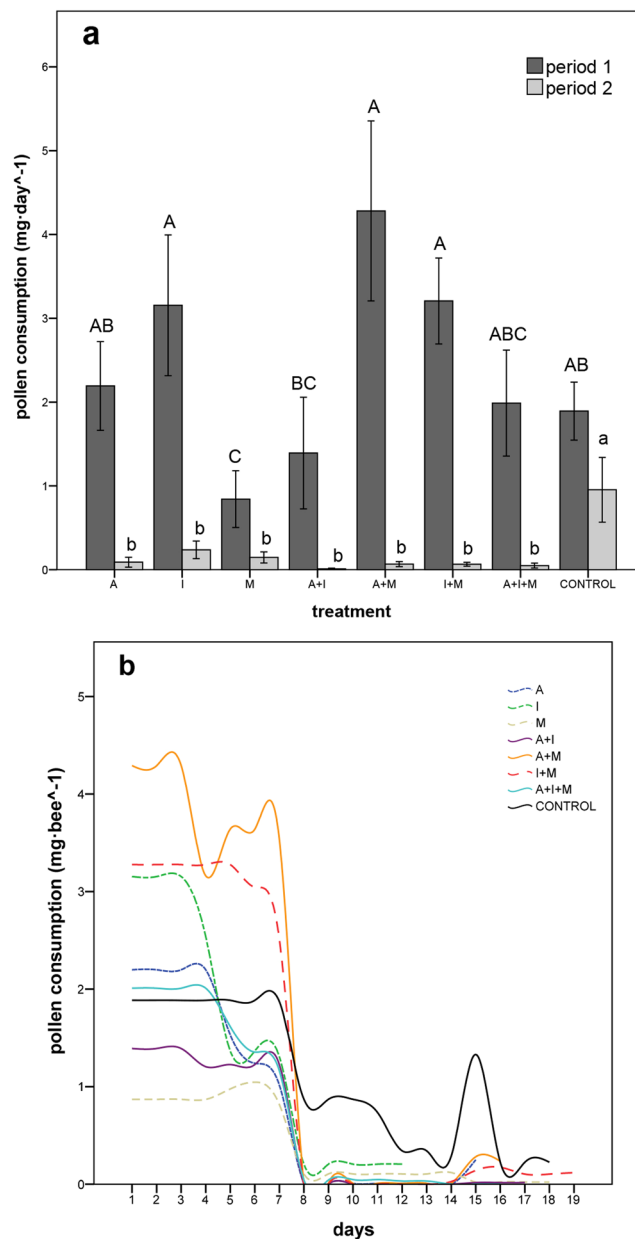 a
period 1
period 2
6
5
4
3
2
1
0
pollen consumption (mg·day^-1)
AB
b
A
b
C
b
BC
b
A
b
A
b
ABC
b
AB
a
A
I
M
A+I
A+M
I+M
A+I+M
CONTROL
treatment
b
A
I
M
A+I
A+M
I+M
A+I+M
CONTROL
5
4
3
2
1
0
pollen consumption (mg·bee^-1)
1 2 3 4 5 6 7 8 9 10 11 12 13 14 15 16 17 18 19
days